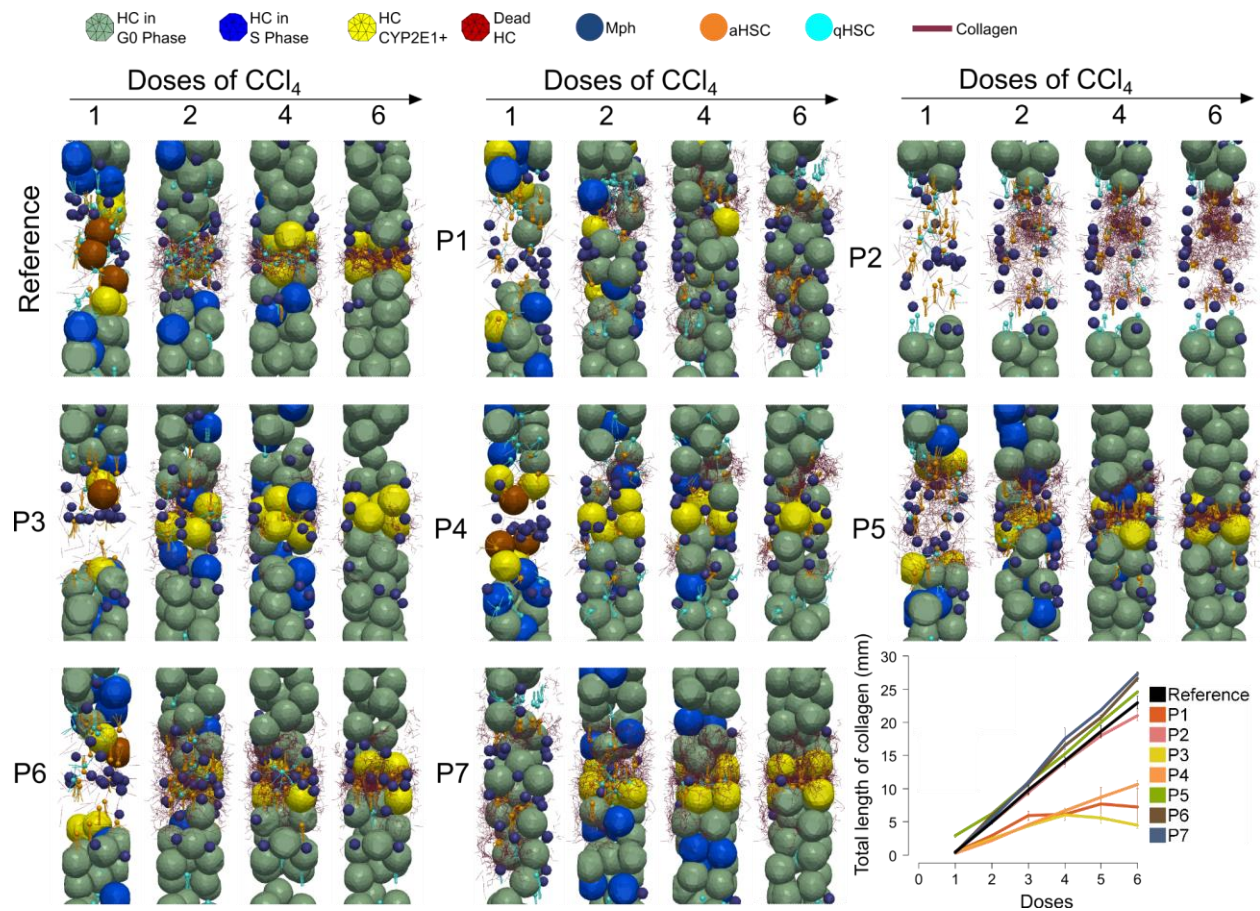 HC in
G0 Phase
HC in
S Phase
HC
CYP2E1+
Dead
HC
Mph
aHSC
qHSC
Collagen
Doses of CCl₄
1 2 4 6
Doses of CCl₄
1 2 4 6
Doses of CCl₄
1 2 4 6
Reference
P1
P2
P3
P4
P5
P6
P7
Total length of collagen (mm)
30
25
20
15
10
5
0
0 1 2 3 4 5 6
Doses
Reference
P1
P2
P3
P4
P5
P6
P7